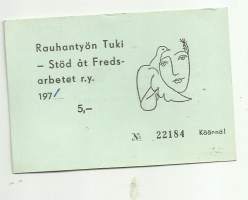 Rauhantyön Tuki
— Stöd åt Freds-
arbetet r.y.
1971
5,—
№ 22184 Käännä!